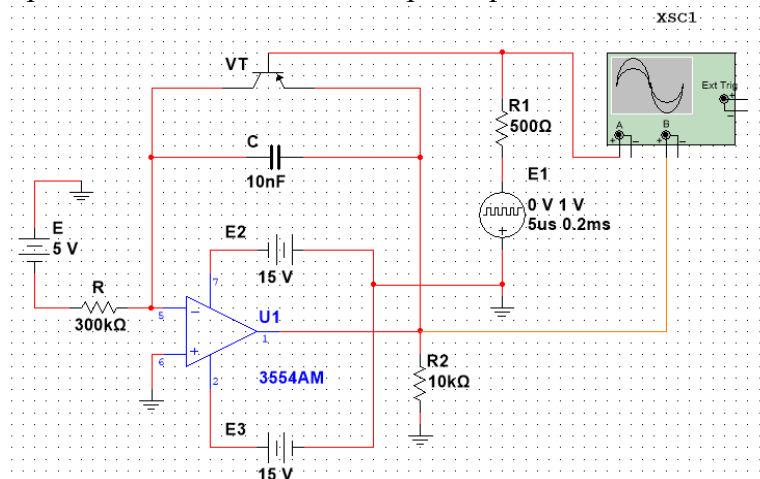 XSC1
VT
Ext Trig
+
−
R1
500Ω
A
B
+
−
+
−
C
10nF
E1
0 V 1 V
5us 0.2ms
+
E
5 V
E2
15 V
7
R
300kΩ
5
−
U1
1
6
+
3554AM
2
R2
10kΩ
E3
15 V